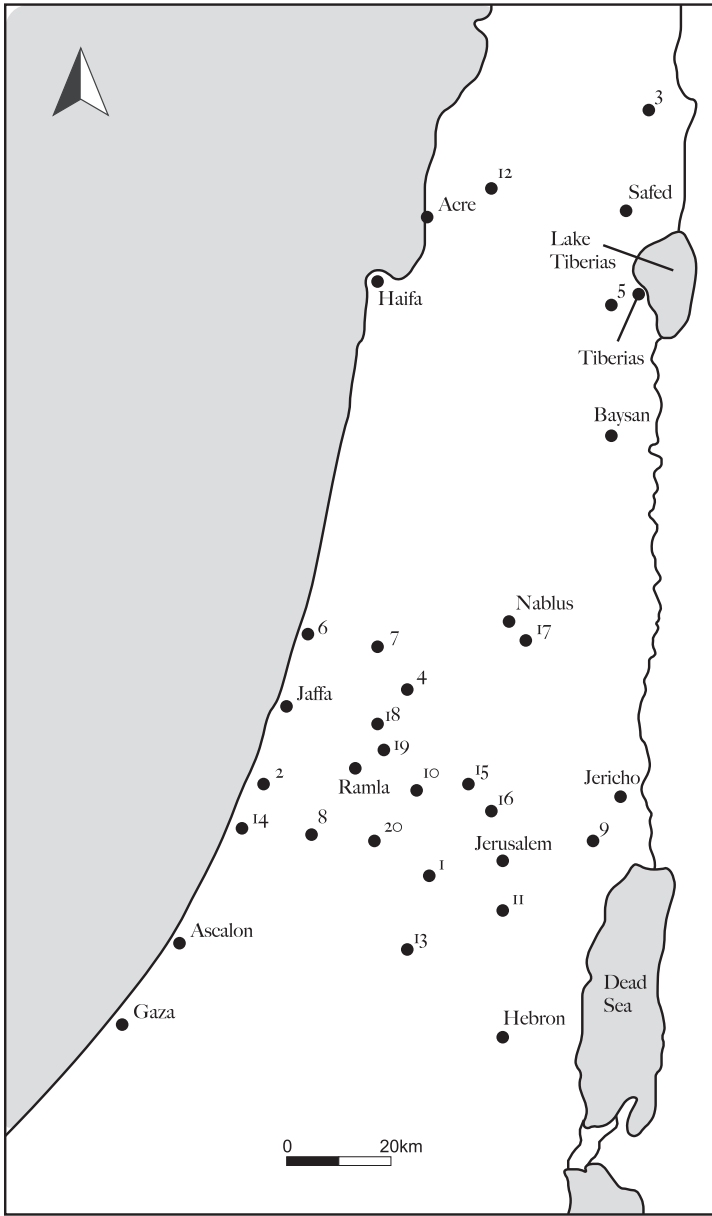 3
12
Safed
Acre
Lake
Tiberias
5
Haifa
Tiberias
Baysan
Nablus
6
17
7
4
Jaffa
18
19
2
10
15
Jericho
Ramla
16
14
8
20
9
Jerusalem
1
11
Ascalon
13
Dead
Sea
Gaza
Hebron
0 20km